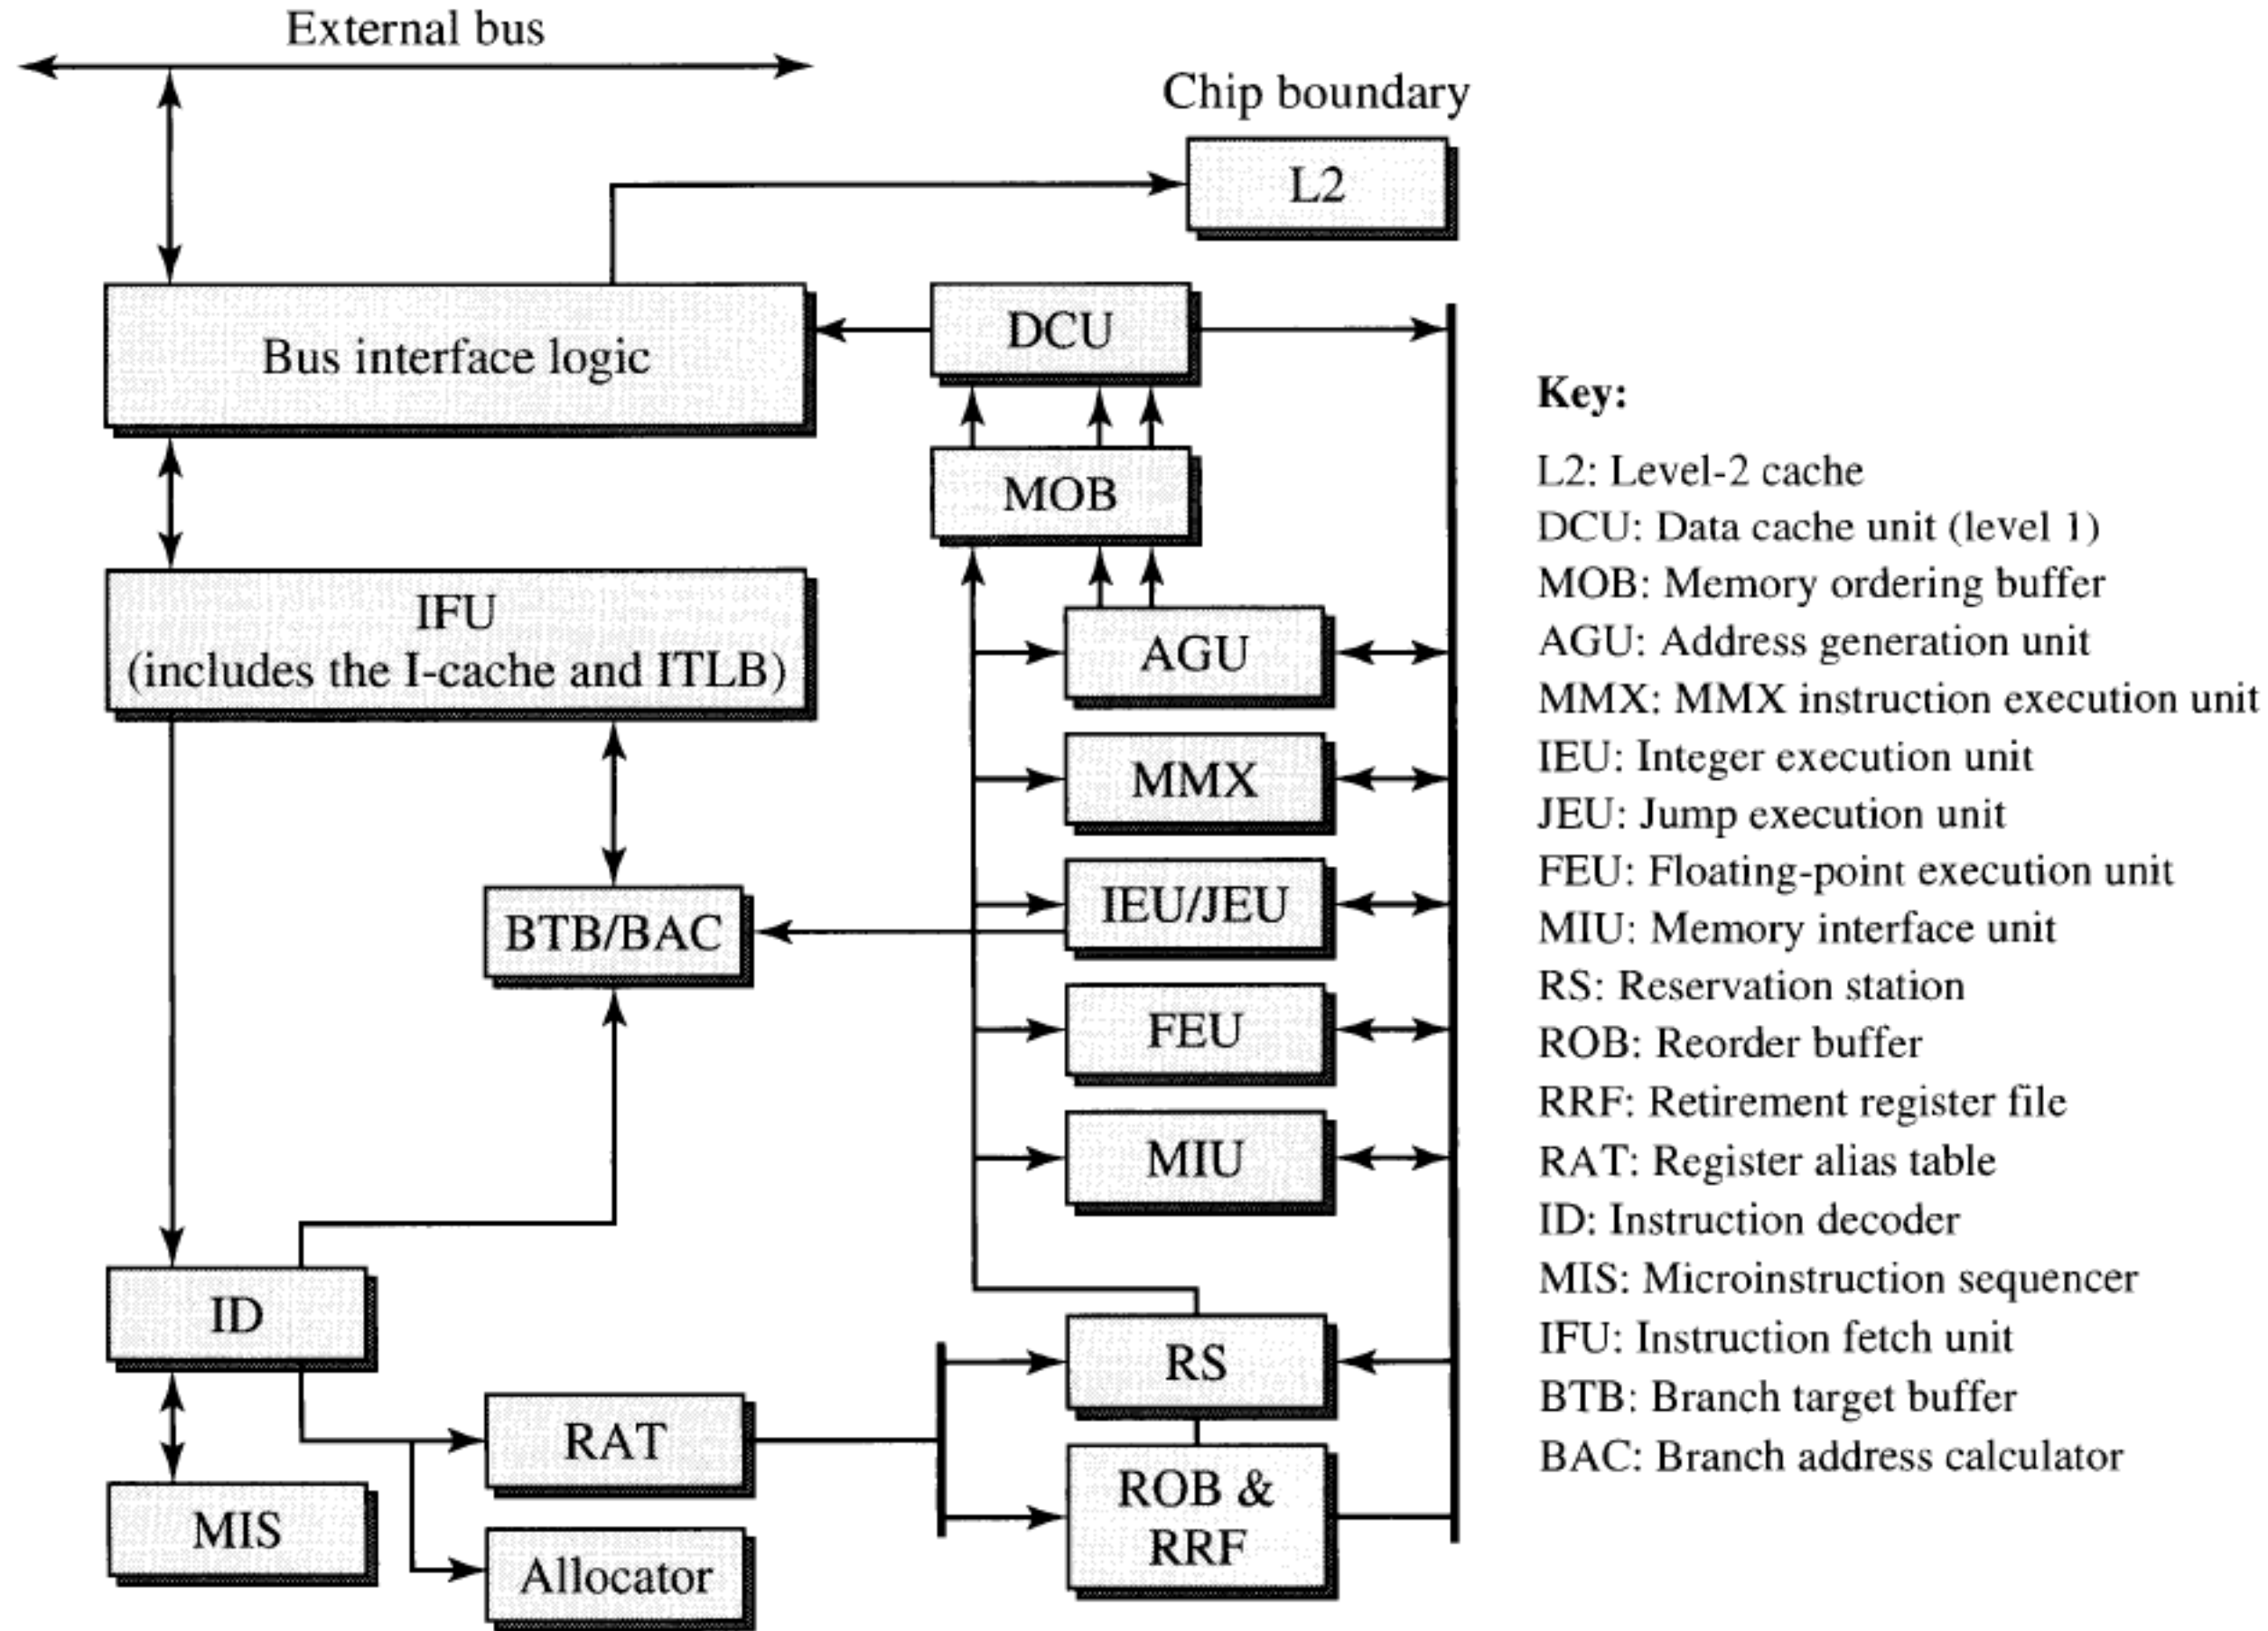 External bus
Chip boundary
L2
Bus interface logic
DCU
MOB
IFU
(includes the I-cache and ITLB)
AGU
MMX
IEU/JEU
BTB/BAC
FEU
MIU
ID
RS
RAT
MIS
ROB &
RRF
Allocator
Key:
L2: Level-2 cache
DCU: Data cache unit (level 1)
MOB: Memory ordering buffer
AGU: Address generation unit
MMX: MMX instruction execution unit
IEU: Integer execution unit
JEU: Jump execution unit
FEU: Floating-point execution unit
MIU: Memory interface unit
RS: Reservation station
ROB: Reorder buffer
RRF: Retirement register file
RAT: Register alias table
ID: Instruction decoder
MIS: Microinstruction sequencer
IFU: Instruction fetch unit
BTB: Branch target buffer
BAC: Branch address calculator